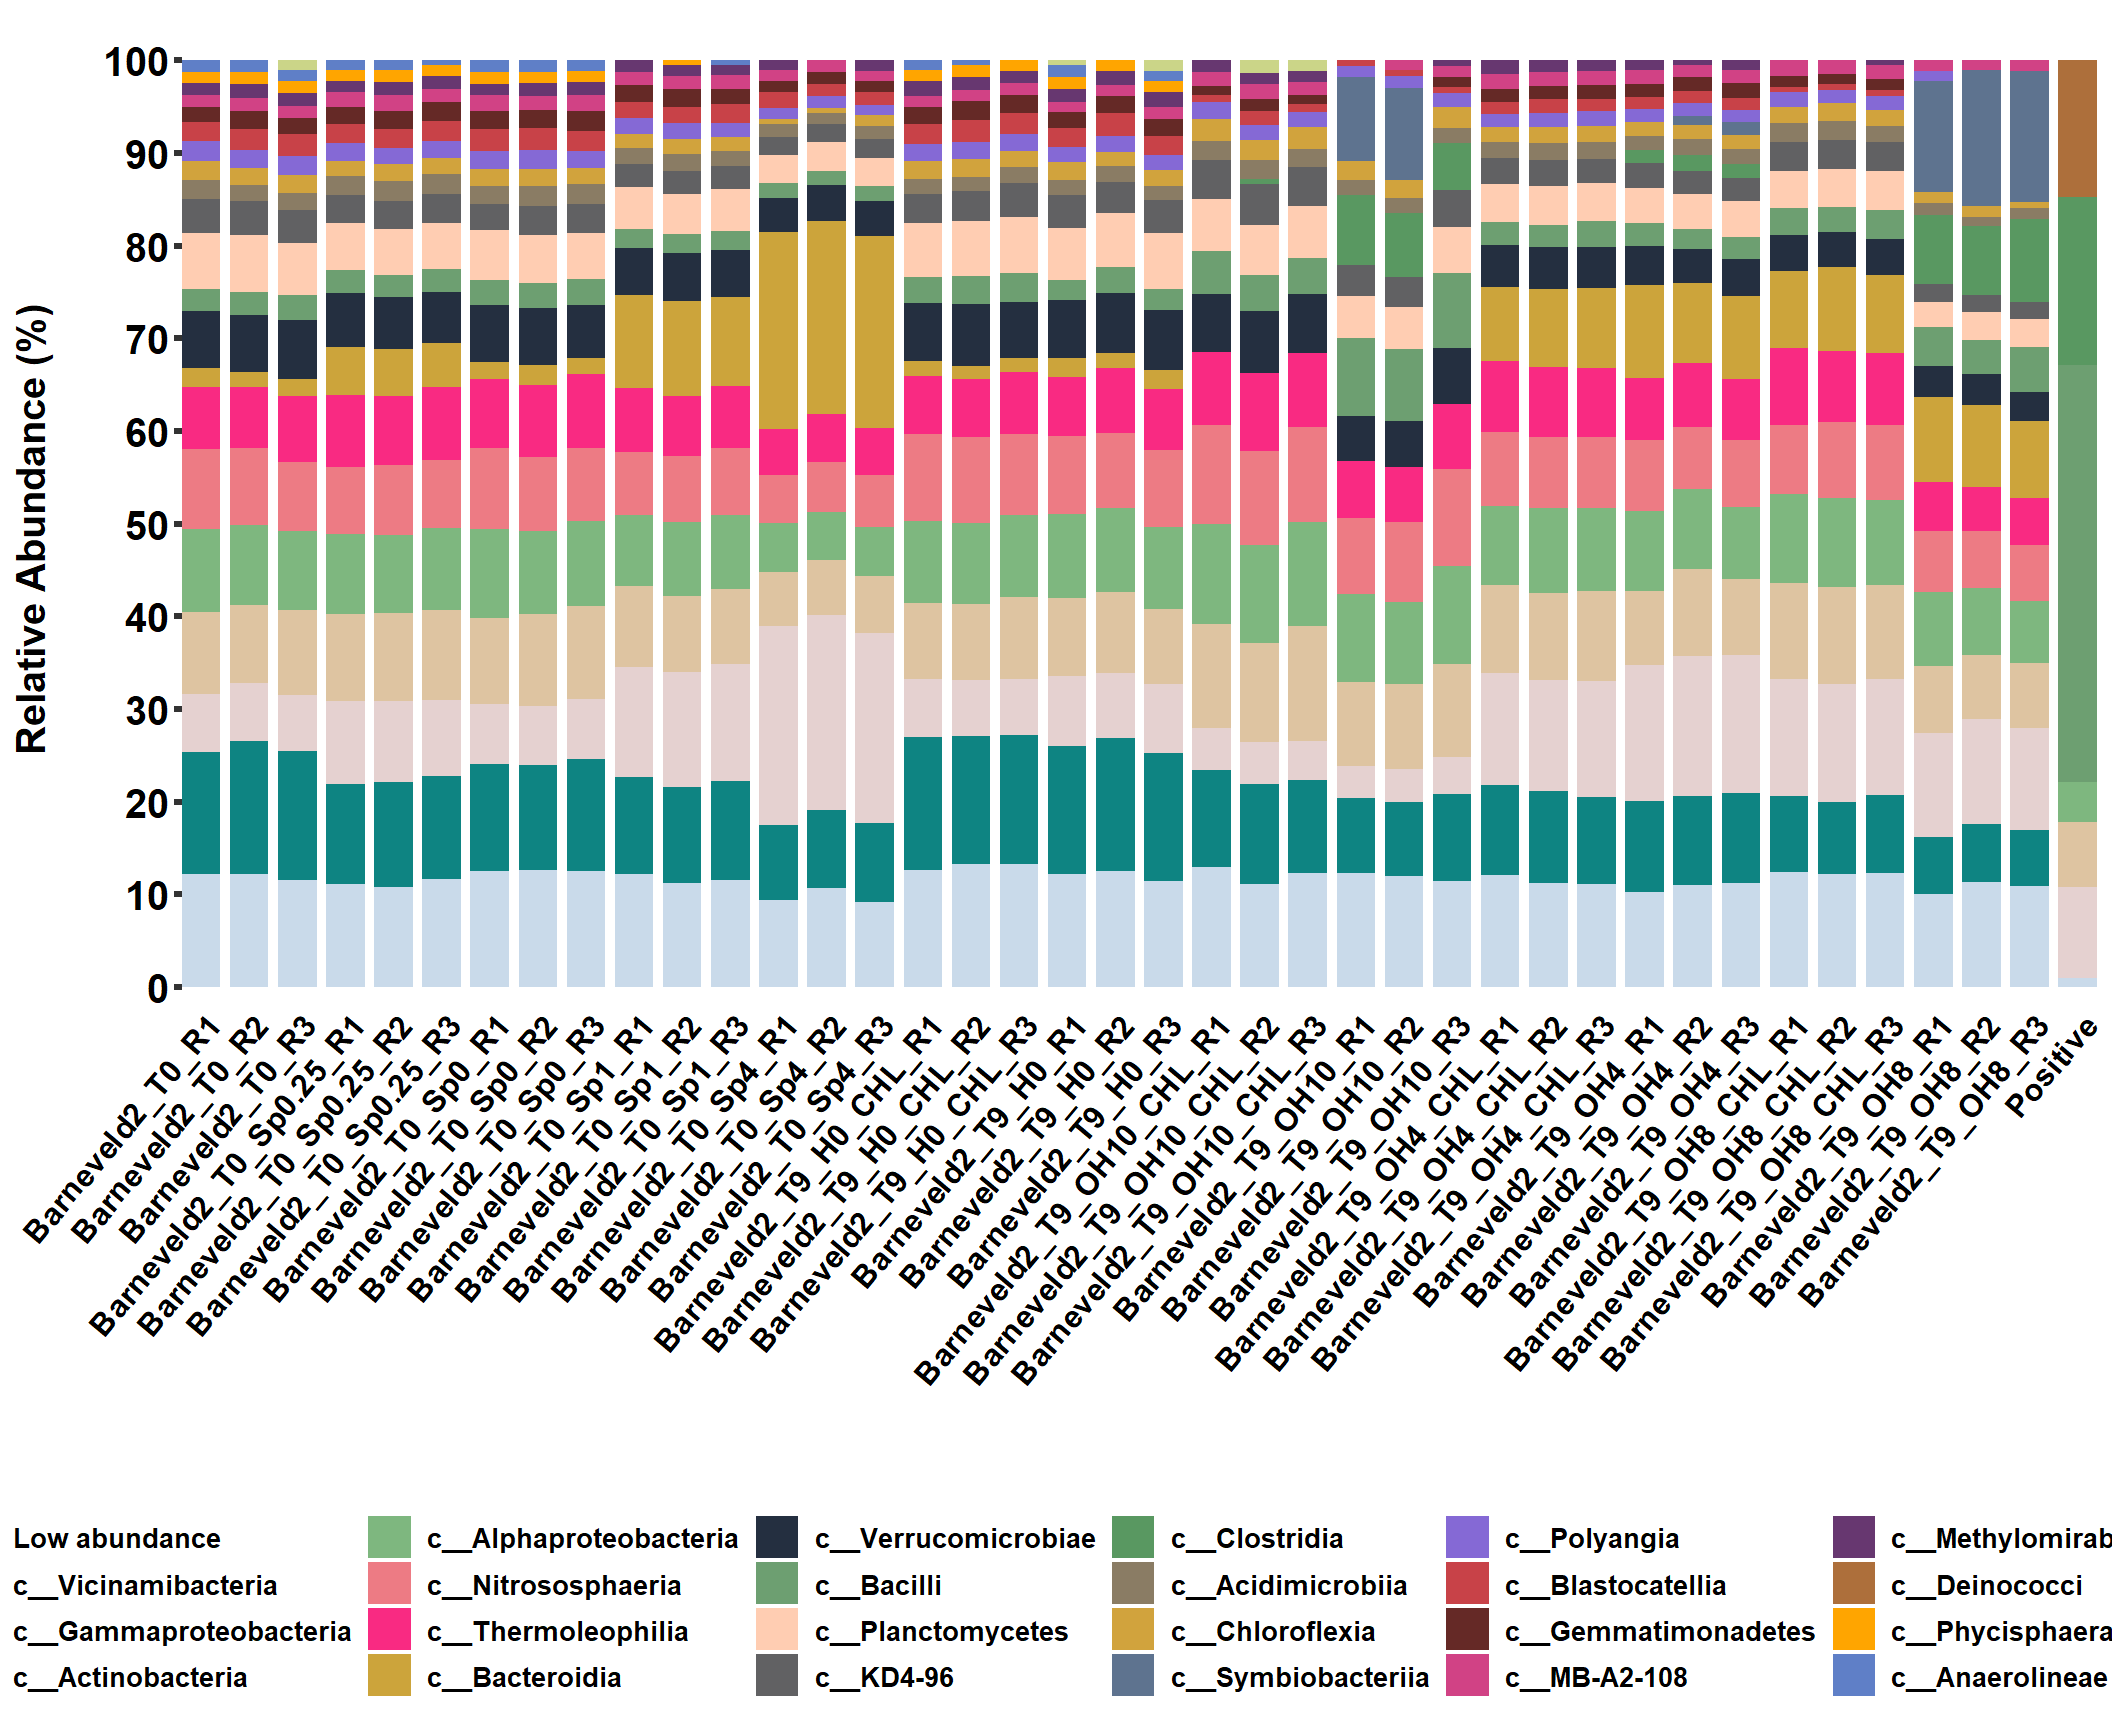 Relative Abundance (%)
100
90
80
70
60
50
40
30
20
10
0
Barneveld2_T0_R1
Barneveld2_T0_R2
Barneveld2_T0_R3
Barneveld2_T0_Sp0.25_R1
Barneveld2_T0_Sp0.25_R2
Barneveld2_T0_Sp0.25_R3
Barneveld2_T0_Sp0_R1
Barneveld2_T0_Sp0_R2
Barneveld2_T0_Sp0_R3
Barneveld2_T0_Sp1_R1
Barneveld2_T0_Sp1_R2
Barneveld2_T0_Sp1_R3
Barneveld2_T0_Sp4_R1
Barneveld2_T0_Sp4_R2
Barneveld2_T0_Sp4_R3
Barneveld2_T9_H0_CHL_R1
Barneveld2_T9_H0_CHL_R2
Barneveld2_T9_H0_CHL_R3
Barneveld2_T9_H0_R1
Barneveld2_T9_H0_R2
Barneveld2_T9_H0_R3
Barneveld2_T9_OH10_CHL_R1
Barneveld2_T9_OH10_CHL_R2
Barneveld2_T9_OH10_CHL_R3
Barneveld2_T9_OH10_R1
Barneveld2_T9_OH10_R2
Barneveld2_T9_OH10_R3
Barneveld2_T9_OH4_CHL_R1
Barneveld2_T9_OH4_CHL_R2
Barneveld2_T9_OH4_CHL_R3
Barneveld2_T9_OH4_R1
Barneveld2_T9_OH4_R2
Barneveld2_T9_OH4_R3
Barneveld2_T9_OH8_CHL_R1
Barneveld2_T9_OH8_CHL_R2
Barneveld2_T9_OH8_CHL_R3
Barneveld2_T9_OH8_R1
Barneveld2_T9_OH8_R2
Barneveld2_T9_OH8_R3
Positive
Low abundance c__Alphaproteobacteria c__Verrucomicrobiae c__Clostridia c__Polyangia c__Methylomirab
c__Vicinamibacteria c__Nitrososphaeria c__Bacilli c__Acidimicrobiia c__Blastocatellia c__Deinococci
c__Gammaproteobacteria c__Thermoleophilia c__Planctomycetes c__Chloroflexia c__Gemmatimonadetes c__Phycisphaera
c__Actinobacteria c__Bacteroidia c__KD4-96 c__Symbiobacteriia c__MB-A2-108 c__Anaerolineae